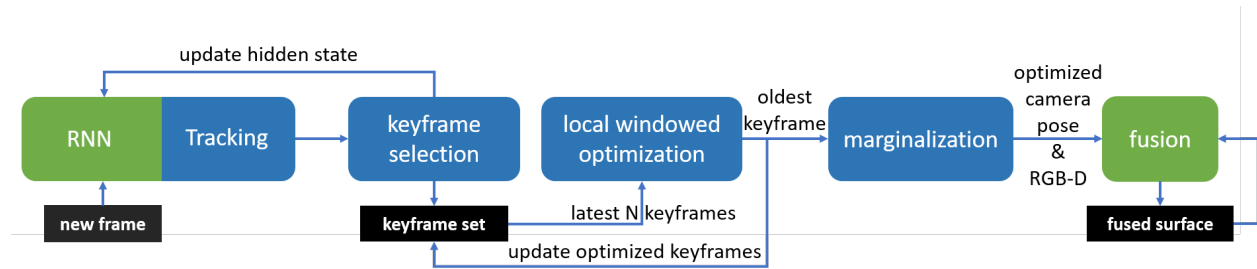 update hidden state
RNN
Tracking
keyframe
selection
local windowed
optimization
oldest
keyframe
marginalization
optimized
camera
pose
&
RGB-D
fusion
new frame
keyframe set
latest N keyframes
fused surface
update optimized keyframes